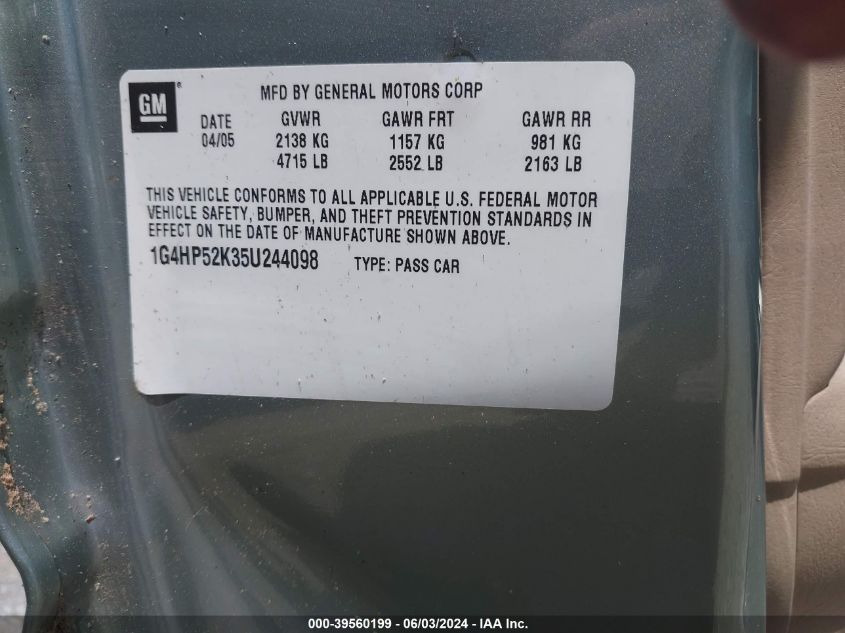 GM
®
MFD BY GENERAL MOTORS CORP
DATE GVWR GAWR FRT GAWR RR
04/05 2138 KG 1157 KG 981 KG
4715 LB 2552 LB 2163 LB
THIS VEHICLE CONFORMS TO ALL APPLICABLE U.S. FEDERAL MOTOR
VEHICLE SAFETY, BUMPER, AND THEFT PREVENTION STANDARDS IN
EFFECT ON THE DATE OF MANUFACTURE SHOWN ABOVE.
1G4HP52K35U244098 TYPE: PASS CAR
000-39560199 - 06/03/2024 - IAA Inc.